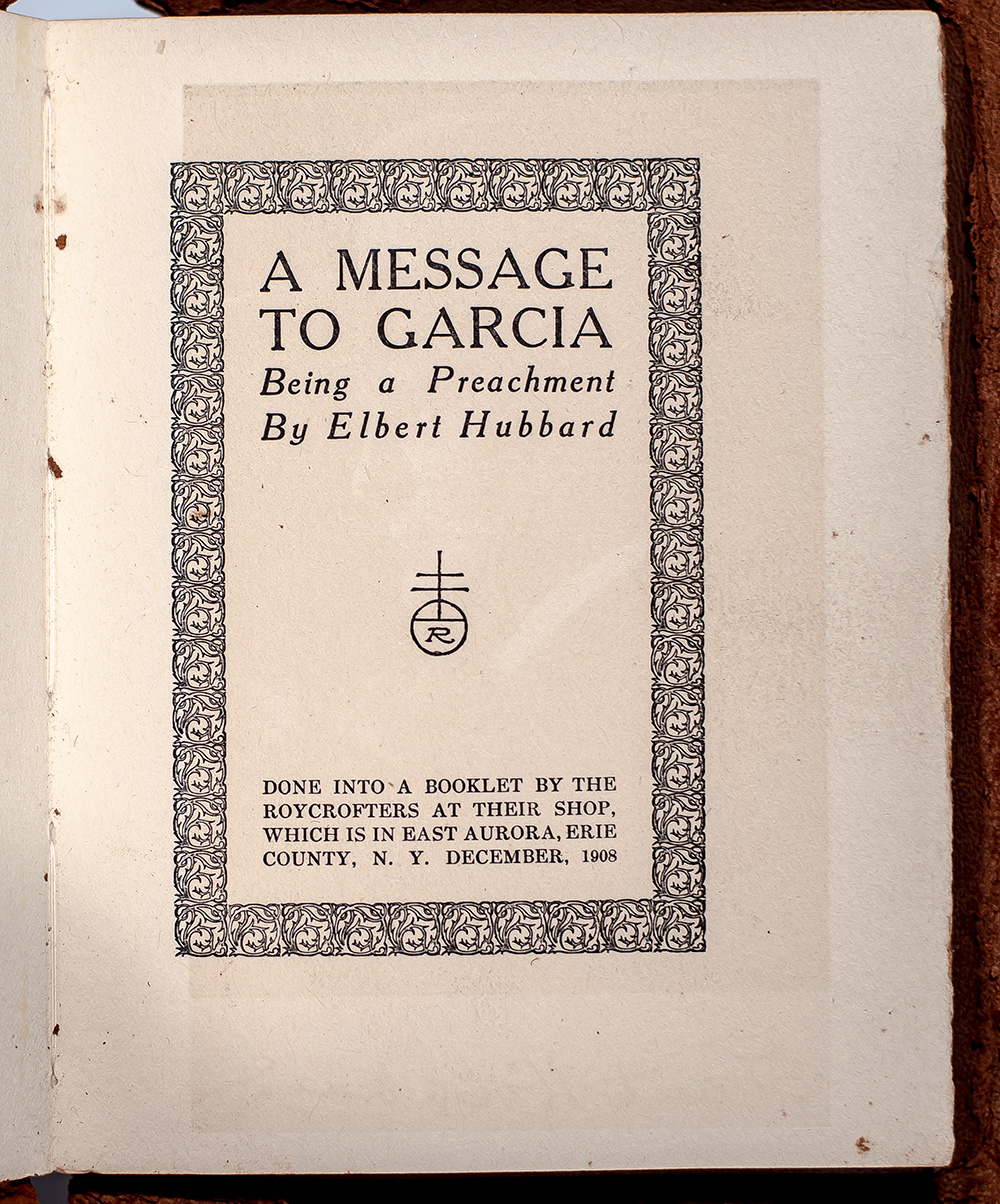 A MESSAGE
TO GARCIA
Being a Preachment
By Elbert Hubbard
R
DONE INTO A BOOKLET BY THE
ROYCROFTERS AT THEIR SHOP,
WHICH IS IN EAST AURORA, ERIE
COUNTY, N. Y. DECEMBER, 1908